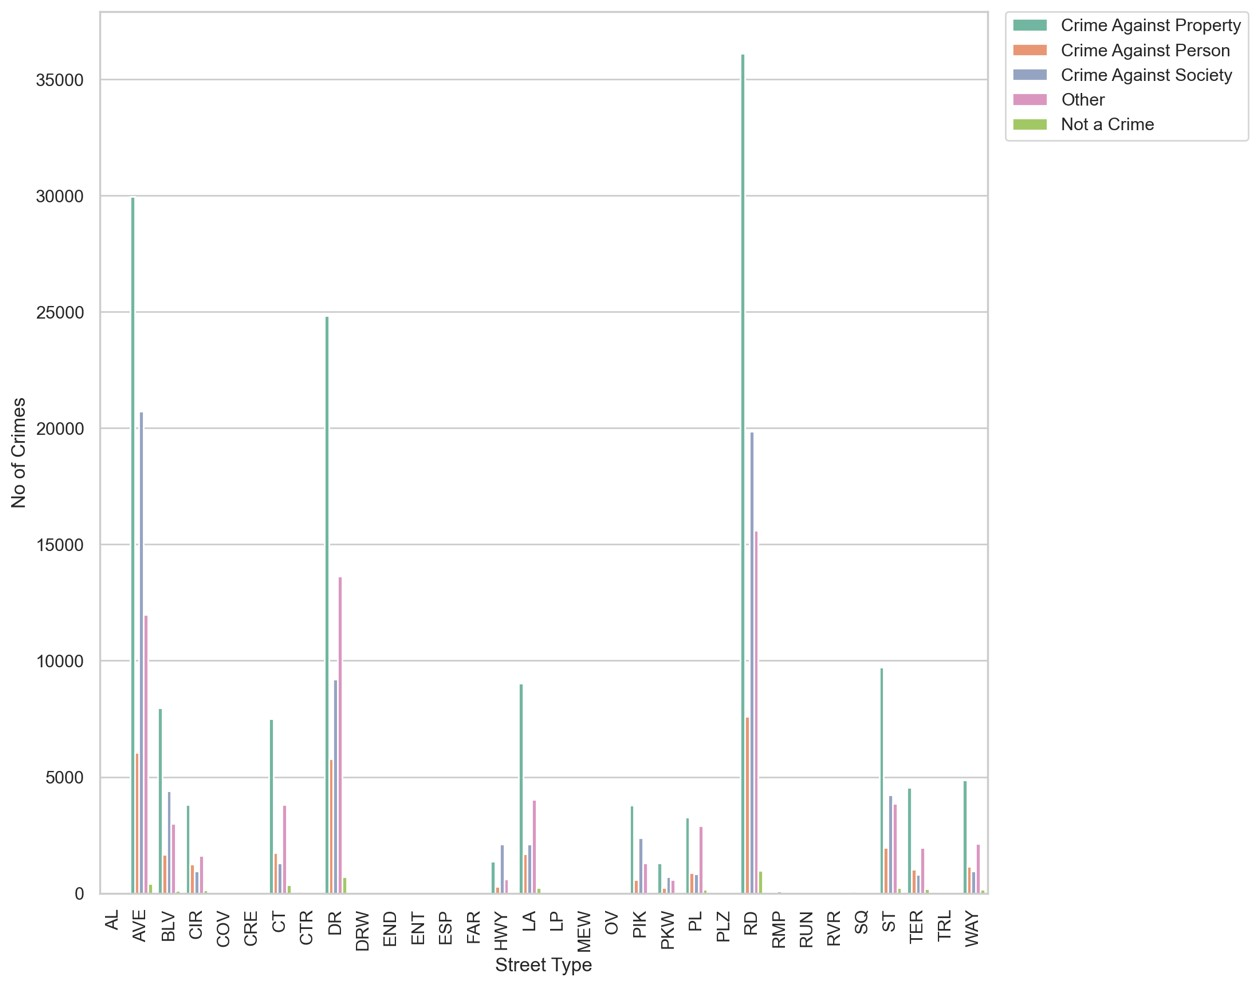 Crime Against Property
Crime Against Person
Crime Against Society
Other
Not a Crime
35000
30000
25000
20000
15000
10000
5000
0
No of Crimes
AL
AVE
BLV
CIR
COV
CRE
CT
CTR
DR
DRW
END
ENT
ESP
FAR
HWY
LA
LP
MEW
OV
PIK
PKW
PL
PLZ
RD
RMP
RUN
RVR
SQ
ST
TER
TRL
WAY
Street Type